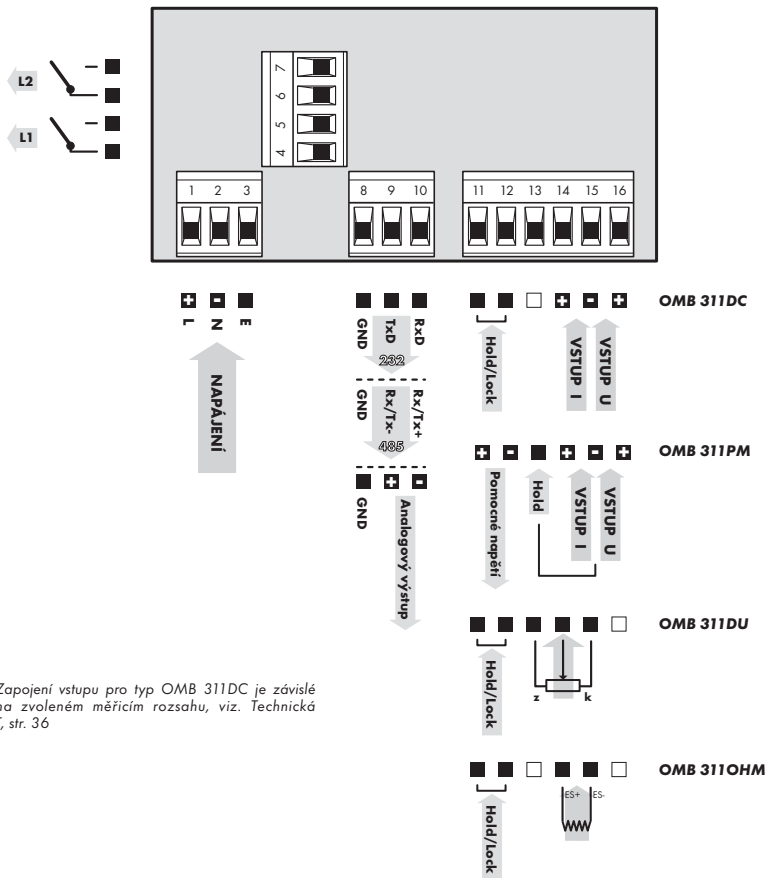 L2
L1
7
6
5
4
1 2 3
8 9 10
11 12 13 14 15 16
+ -
L N E
NAPÁJENÍ
GND TxD RxD
232
GND Rx/Tx- Rx/Tx+
485
+ -
GND
Analogový výstup
+ - +
OMB 311DC
Hold/Lock
VSTUP I
VSTUP U
+ - + - +
OMB 311PM
Pomocné napětí
Hold
VSTUP I
VSTUP U
OMB 311DU
Hold/Lock
z k
OMB 311OHM
Hold/Lock
ES+ ES-
Zapojení vstupu pro typ OMB 311DC je závislé
na zvoleném měřicím rozsahu, viz. Technická
str. 36